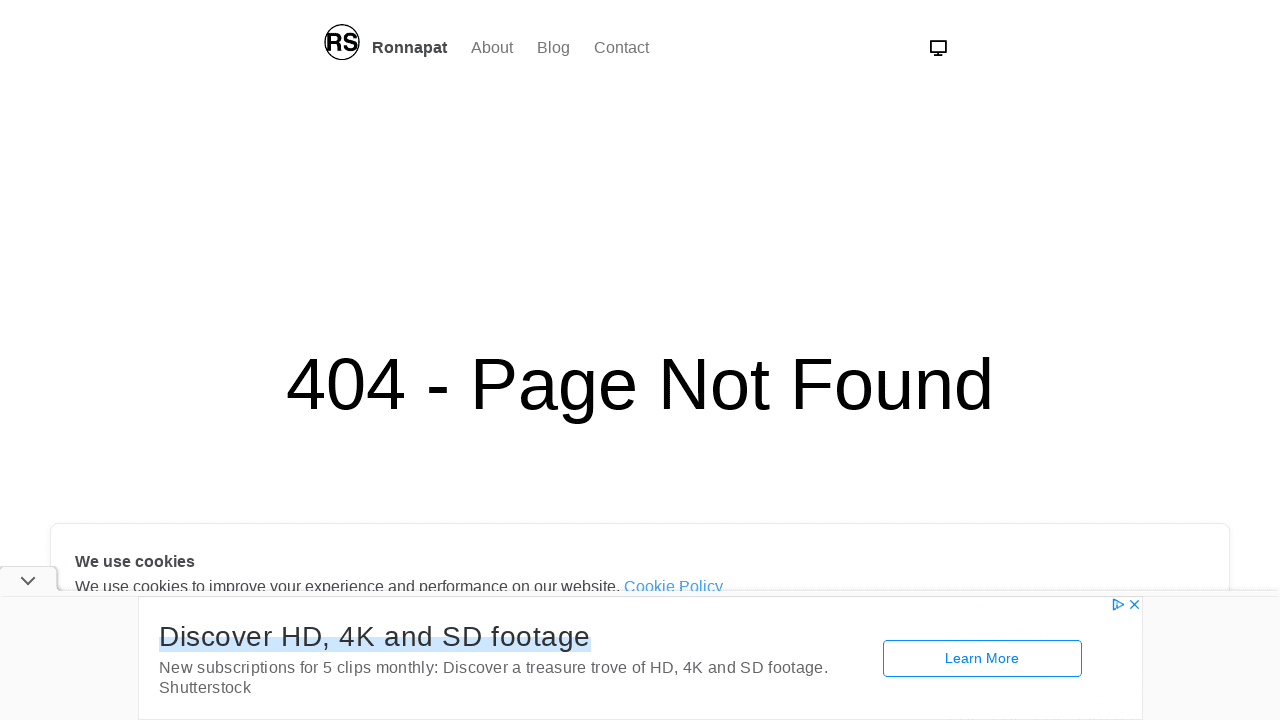 RS Ronnapat About Blog Contact
404 - Page Not Found
We use cookies
We use cookies to improve your experience and performance on our website. Cookie Policy
Discover HD, 4K and SD footage
New subscriptions for 5 clips monthly: Discover a treasure trove of HD, 4K and SD footage.
Shutterstock
Learn More